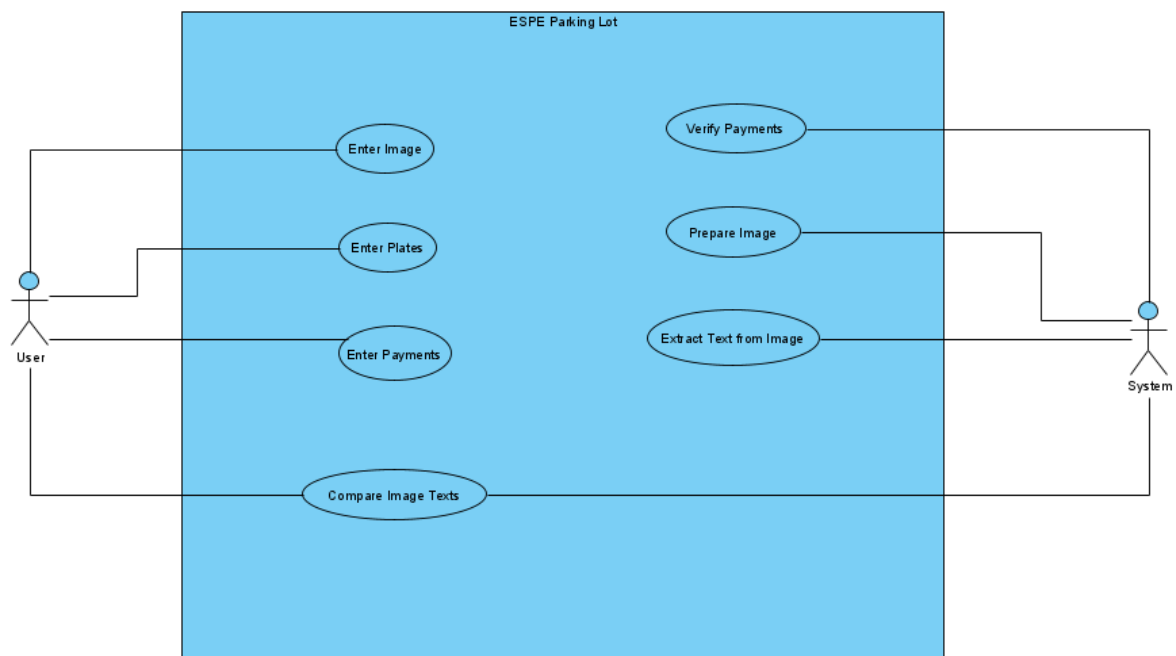 ESPE Parking Lot
Verify Payments
Enter Image
Prepare Image
Enter Plates
Extract Text from Image
Enter Payments
User
System
Compare Image Texts